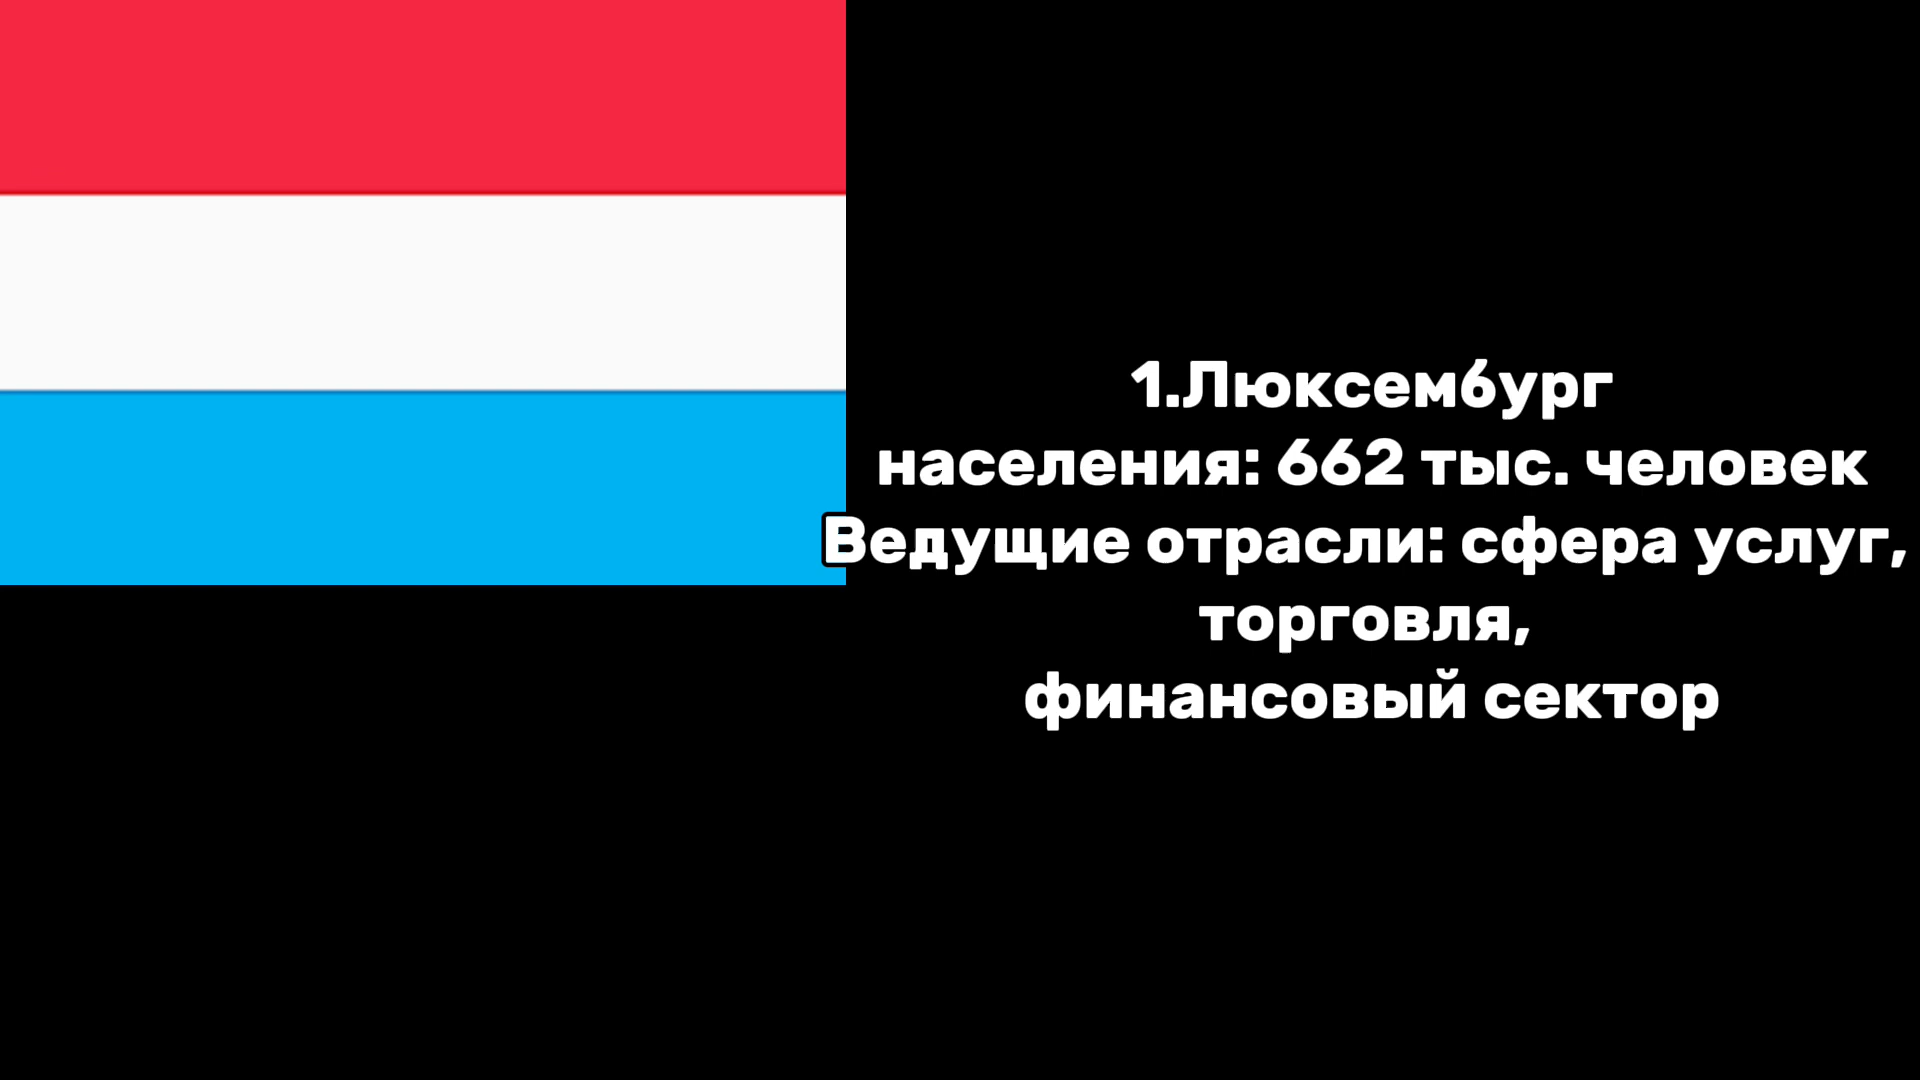 1.Люксембург
населения: 662 тыс. человек
Ведущие отрасли: сфера услуг,
торговля,
финансовый сектор